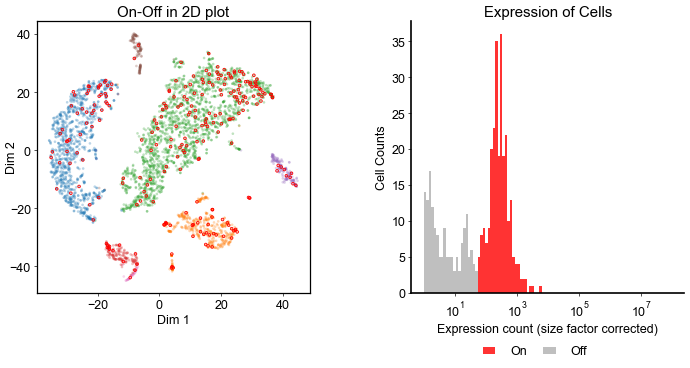 On-Off in 2D plot
40
20
0
−20
−40
Dim 2
−20 0 20 40
Dim 1
Expression of Cells
35
30
25
20
15
10
5
0
Cell Counts
10^1 10^3 10^5 10^7
Expression count (size factor corrected)
On Off